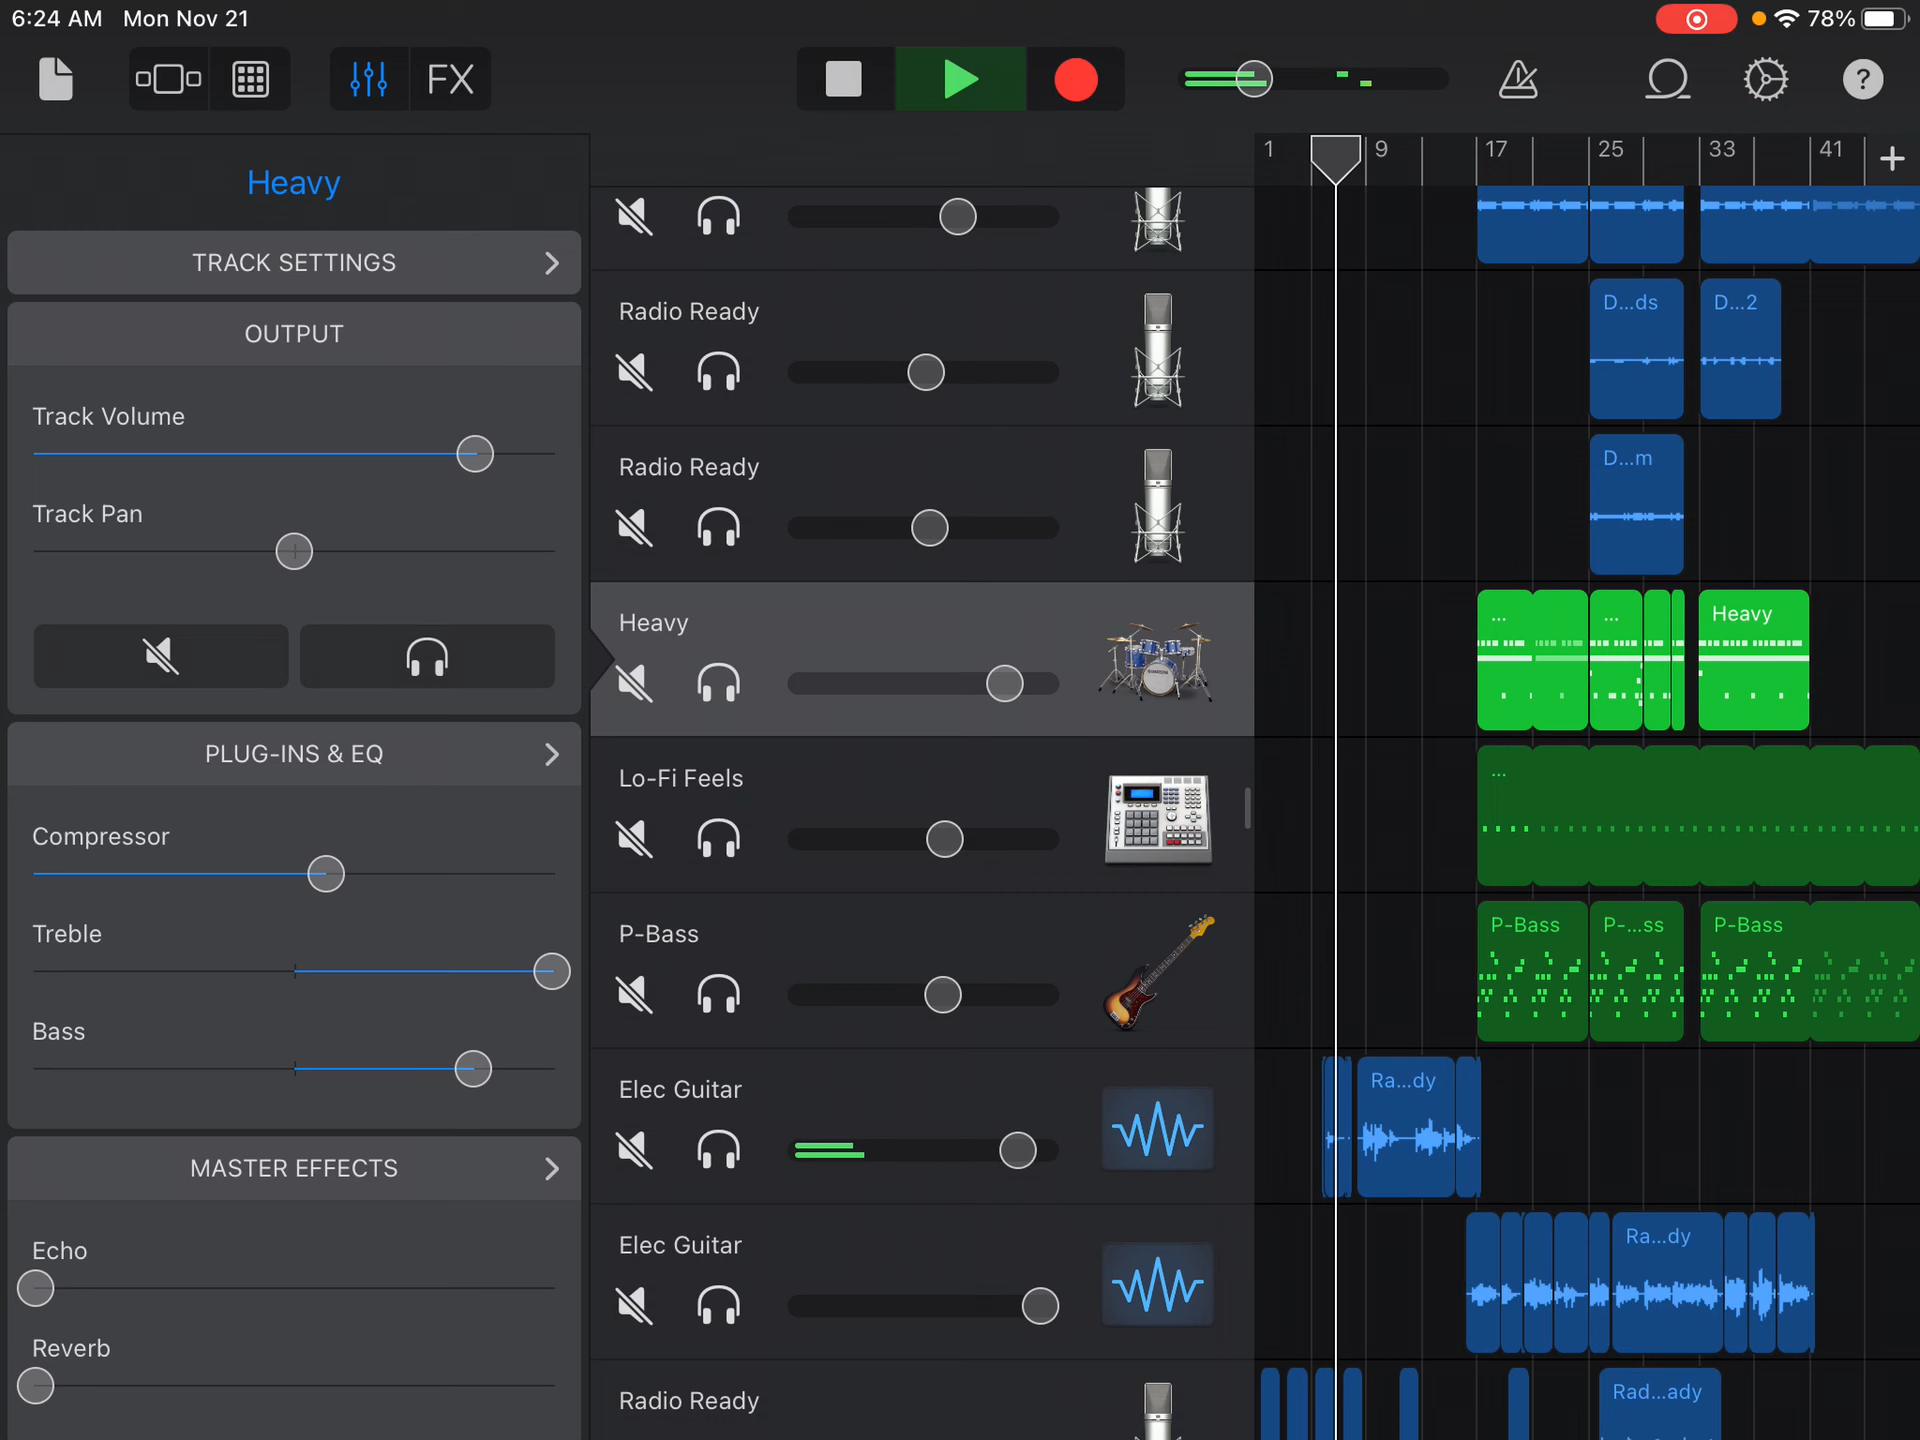 6:24 AM Mon Nov 21
78%
FX
?
1 9 17 25 33 41 +
Heavy
TRACK SETTINGS
OUTPUT
Track Volume
Track Pan
PLUG-INS & EQ
Compressor
Treble
Bass
MASTER EFFECTS
Echo
Reverb
Radio Ready
D...ds D...2
Radio Ready
D...m
Heavy
... ... Heavy
Lo-Fi Feels
...
P-Bass
P-Bass P-...ss P-Bass
Elec Guitar
Ra...dy
Elec Guitar
Ra...dy
Radio Ready
Rad...ady